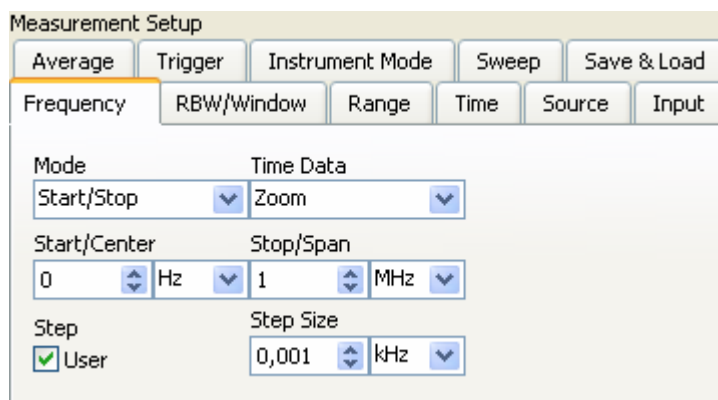 Measurement Setup
Average Trigger Instrument Mode Sweep Save & Load
Frequency RBW/Window Range Time Source Input
Mode Time Data
Start/Stop Zoom
Start/Center Stop/Span
0 Hz 1 MHz
Step Step Size
User 0,001 kHz